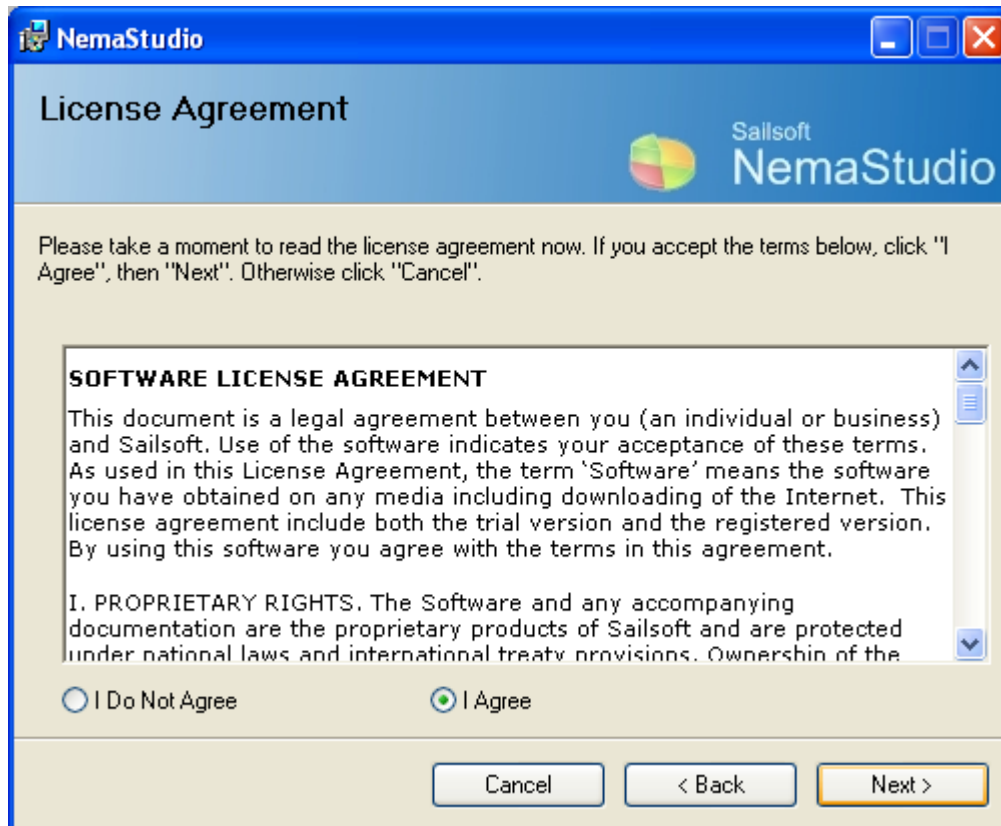 NemaStudio
License Agreement
Sailsoft
NemaStudio
Please take a moment to read the license agreement now. If you accept the terms below, click "I
Agree", then "Next". Otherwise click "Cancel".
SOFTWARE LICENSE AGREEMENT
This document is a legal agreement between you (an individual or business)
and Sailsoft. Use of the software indicates your acceptance of these terms.
As used in this License Agreement, the term ‘Software’ means the software
you have obtained on any media including downloading of the Internet.  This
license agreement include both the trial version and the registered version.
By using this software you agree with the terms in this agreement.
I. PROPRIETARY RIGHTS. The Software and any accompanying
documentation are the proprietary products of Sailsoft and are protected
under national laws and international treaty provisions. Ownership of the
I Do Not Agree
I Agree
Cancel
< Back
Next >